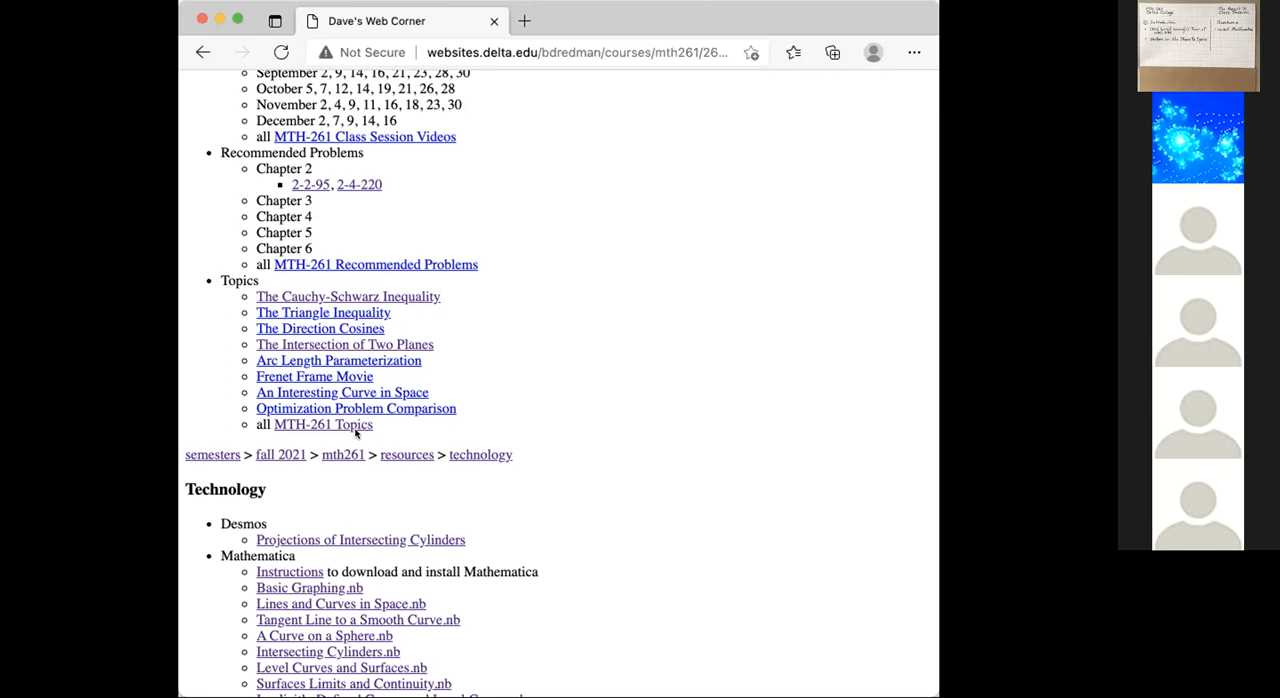 Dave's Web Corner
Not Secure
websites.delta.edu/bdredman/courses/mth261/26...
September 2, 9, 14, 16, 21, 23, 28, 30
October 5, 7, 12, 14, 19, 21, 26, 28
November 2, 4, 9, 11, 16, 18, 23, 30
December 2, 7, 9, 14, 16
all MTH-261 Class Session Videos
Recommended Problems
Chapter 2
2-2-95, 2-4-220
Chapter 3
Chapter 4
Chapter 5
Chapter 6
all MTH-261 Recommended Problems
Topics
The Cauchy-Schwarz Inequality
The Triangle Inequality
The Direction Cosines
The Intersection of Two Planes
Arc Length Parameterization
Frenet Frame Movie
An Interesting Curve in Space
Optimization Problem Comparison
all MTH-261 Topics
semesters > fall 2021 > mth261 > resources > technology
Technology
Desmos
Projections of Intersecting Cylinders
Mathematica
Instructions to download and install Mathematica
Basic Graphing.nb
Lines and Curves in Space.nb
Tangent Line to a Smooth Curve.nb
A Curve on a Sphere.nb
Intersecting Cylinders.nb
Level Curves and Surfaces.nb
Surfaces Limits and Continuity.nb